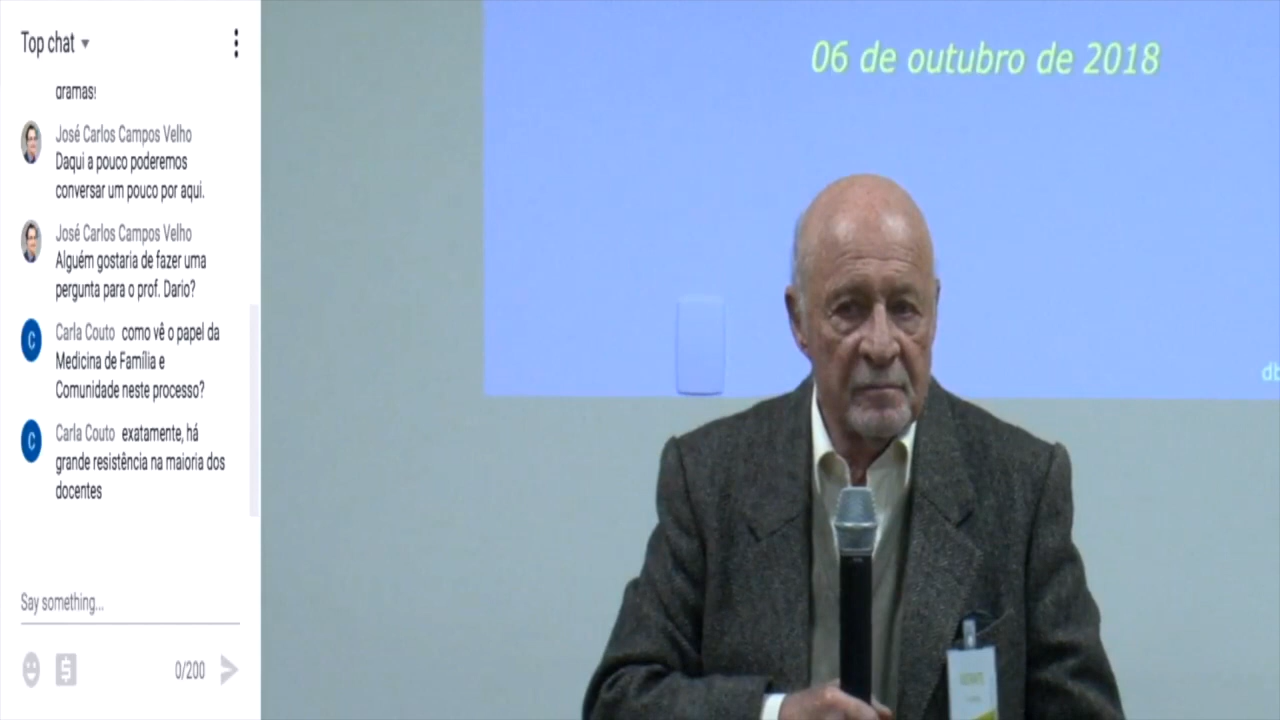 Top chat
gramas!
José Carlos Campos Velho
Daqui a pouco poderemos
conversar um pouco por aqui.
José Carlos Campos Velho
Alguém gostaria de fazer uma
pergunta para o prof. Dario?
C
Carla Couto como vê o papel da
Medicina de Família e
Comunidade neste processo?
C
Carla Couto exatamente, há
grande resistência na maioria dos
docentes
Say something...
0/200
06 de outubro de 2018